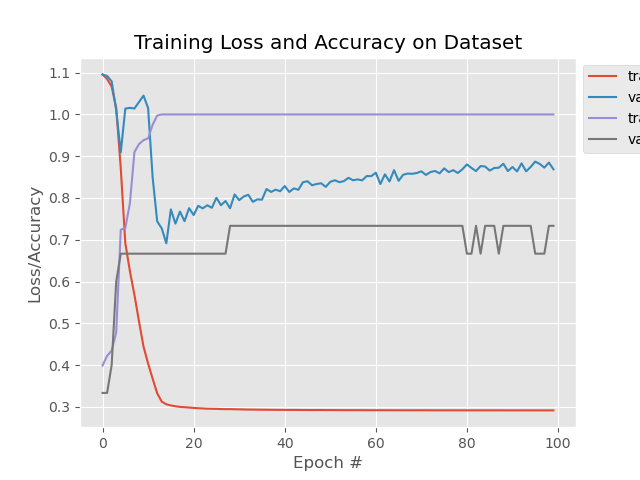 Training Loss and Accuracy on Dataset
Loss/Accuracy
1.1
1.0
0.9
0.8
0.7
0.6
0.5
0.4
0.3
0
20
40
60
80
100
Epoch #
tra
va
tra
va